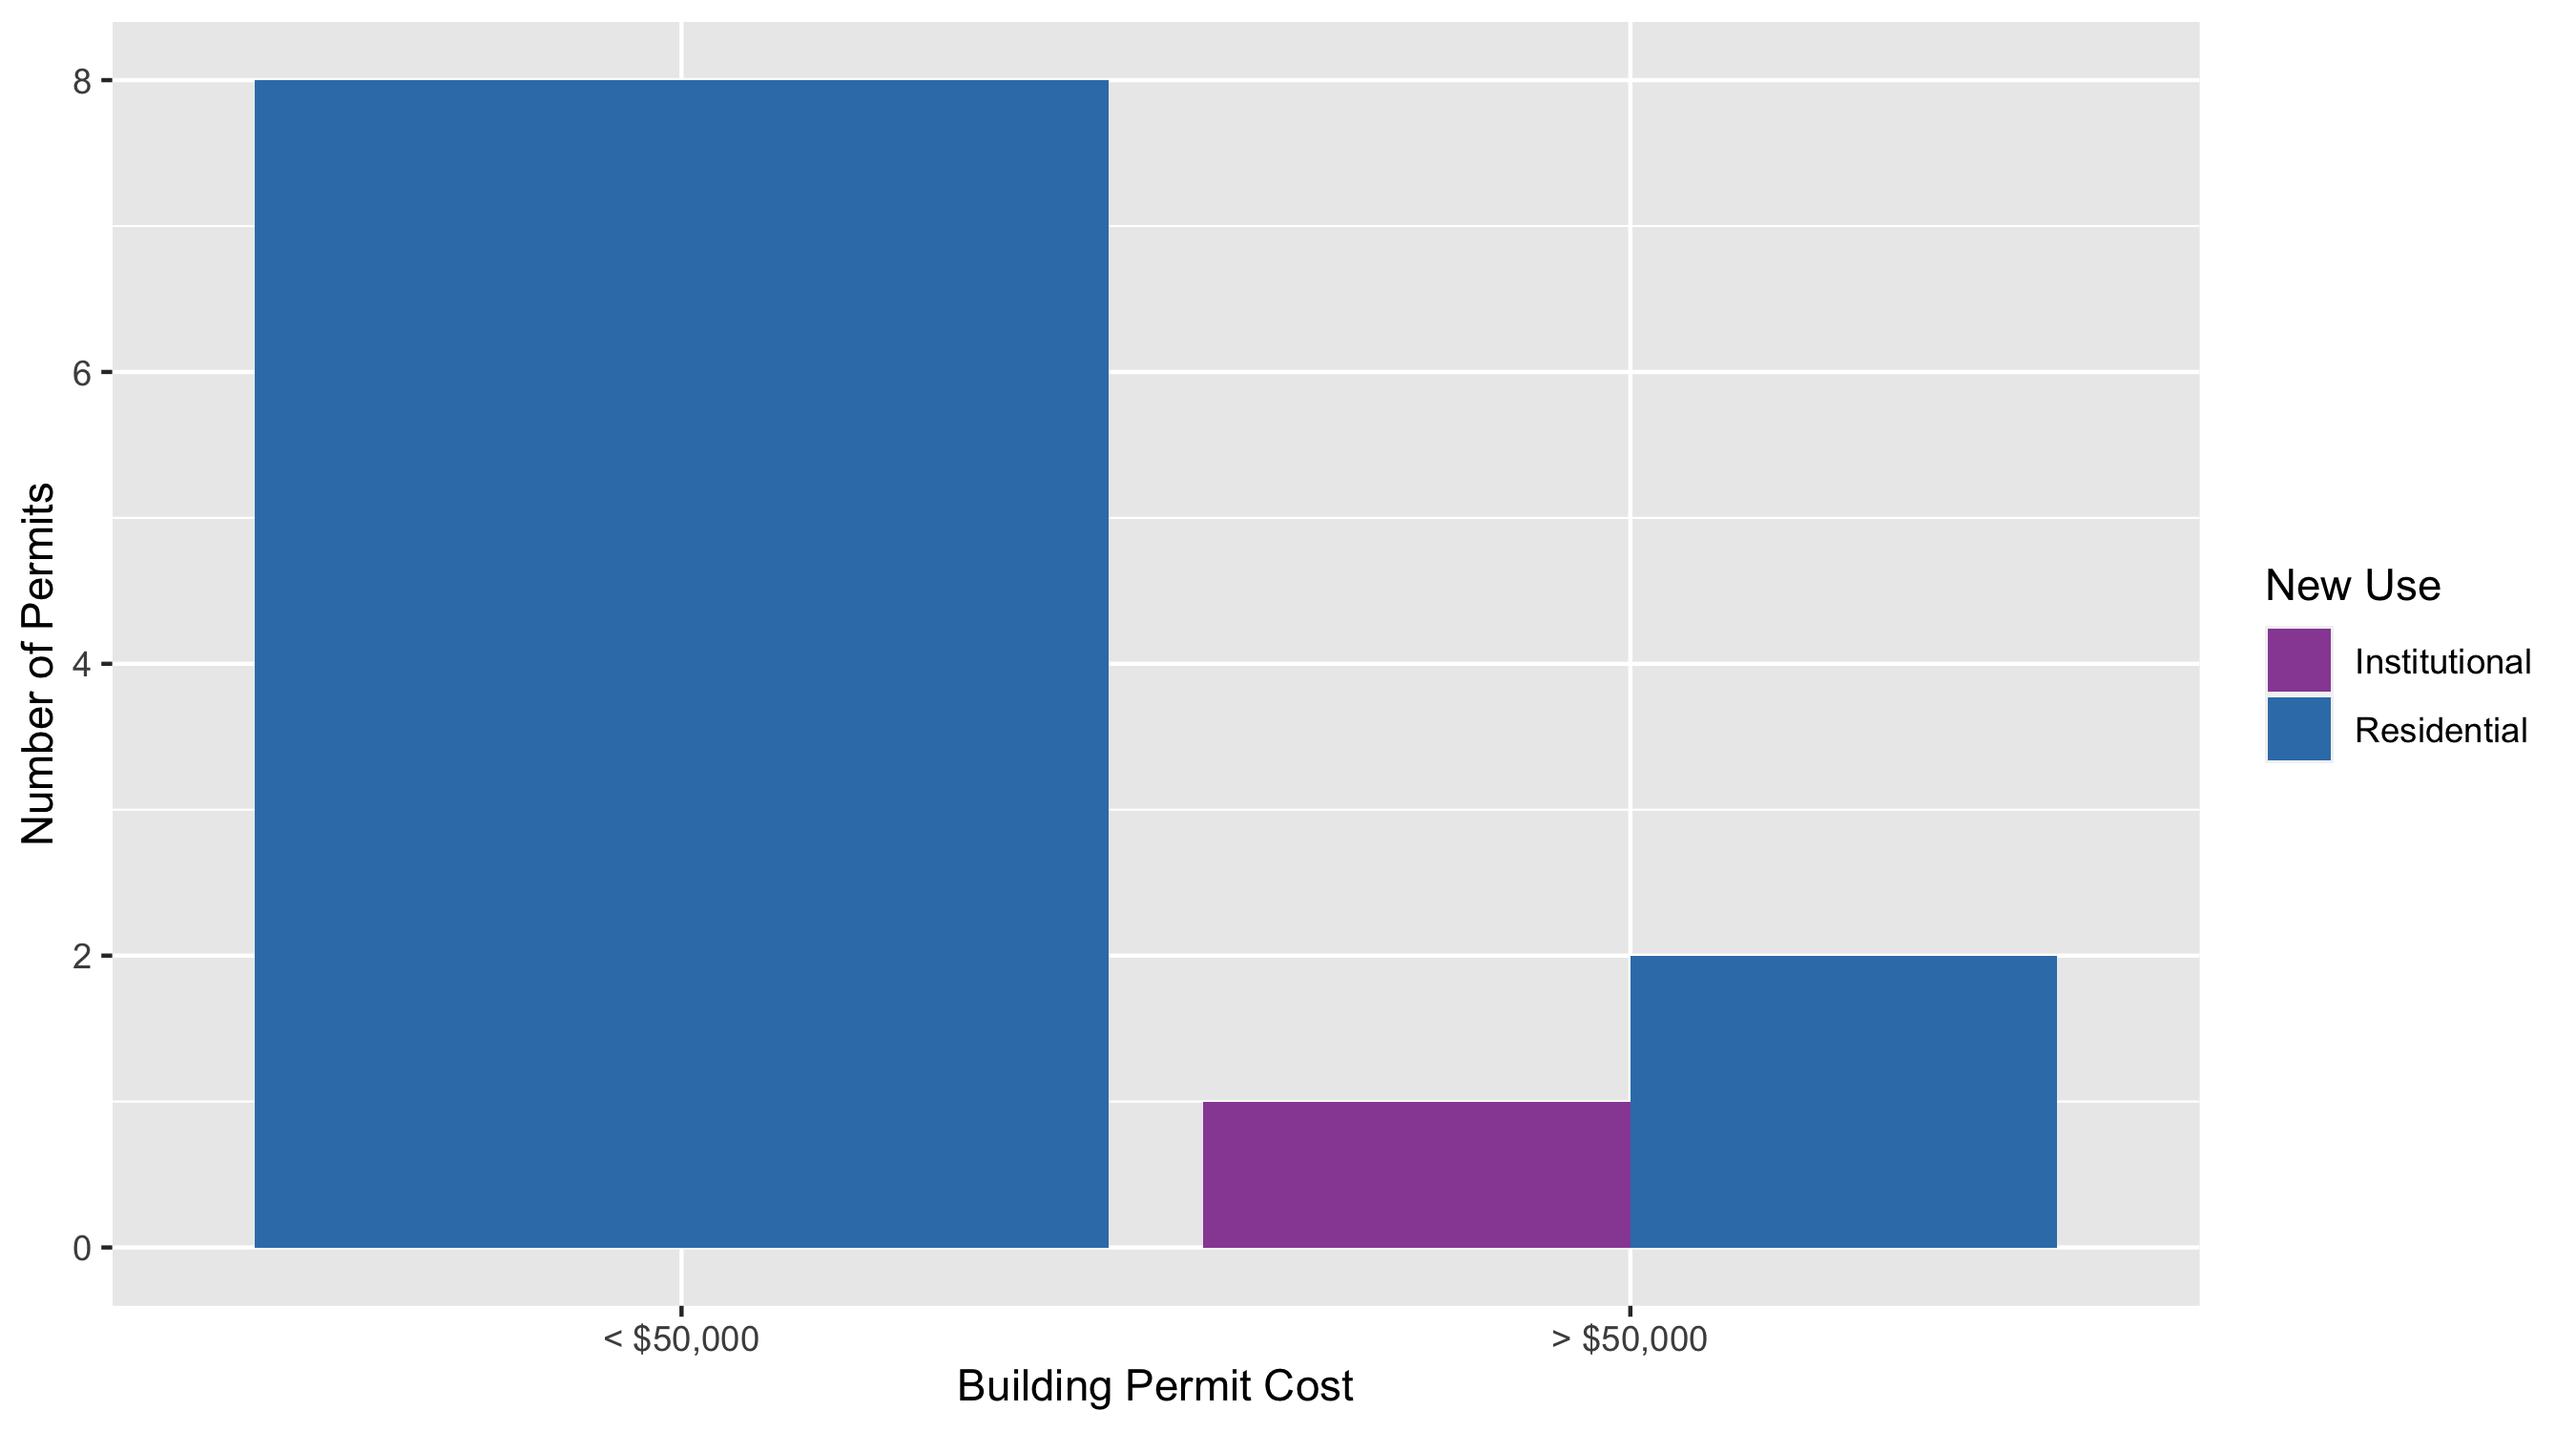 8
6
4
2
0
Number of Permits
< $50,000
> $50,000
Building Permit Cost
New Use
Institutional
Residential